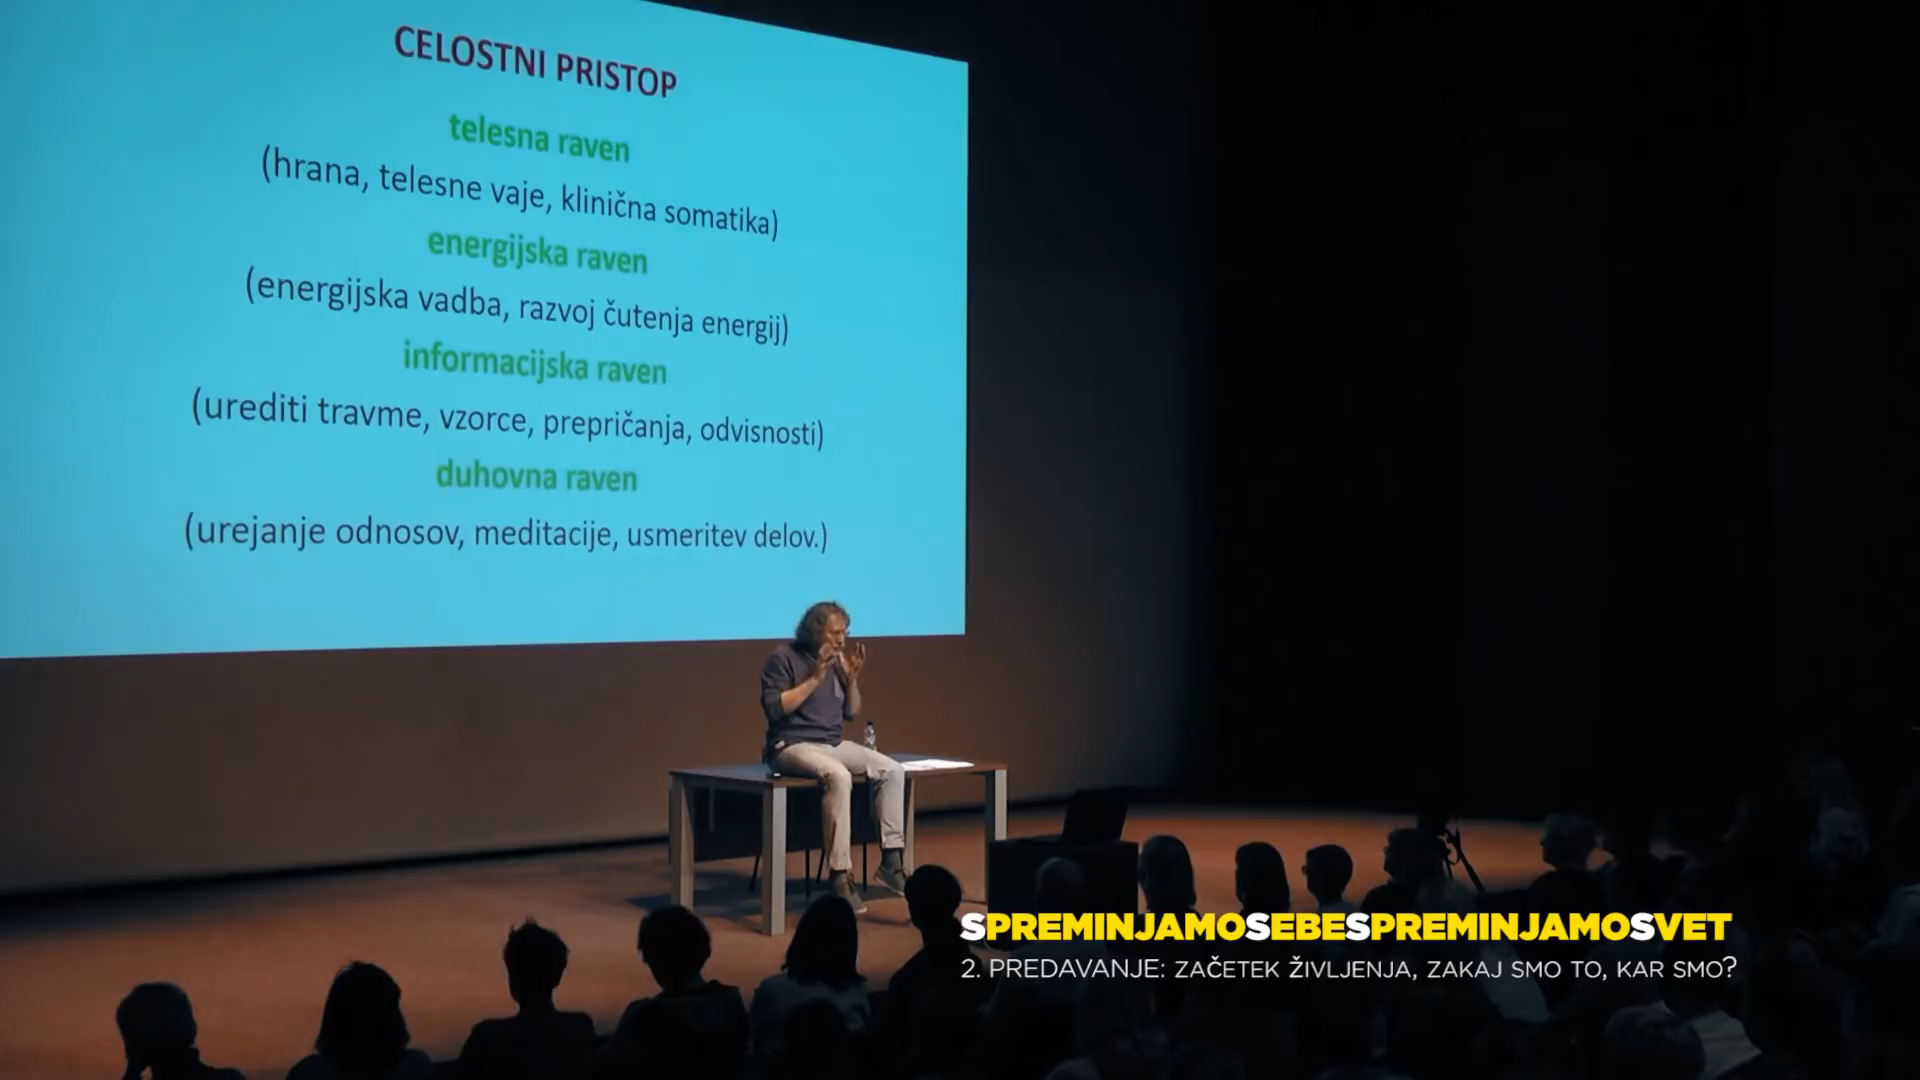 CELOSTNI PRISTOP
telesna raven
(hrana, telesne vaje, klinična somatika)
energijska raven
(energijska vadba, razvoj čutenja energij)
informacijska raven
(urediti travme, vzorce, prepričanja, odvisnosti)
duhovna raven
(urejanje odnosov, meditacije, usmeritev delov.)
SPREMINJAMOSEBESPREMINJAMOSVET
2. PREDAVANJE: ZAČETEK ŽIVLJENJA, ZAKAJ SMO TO, KAR SMO?